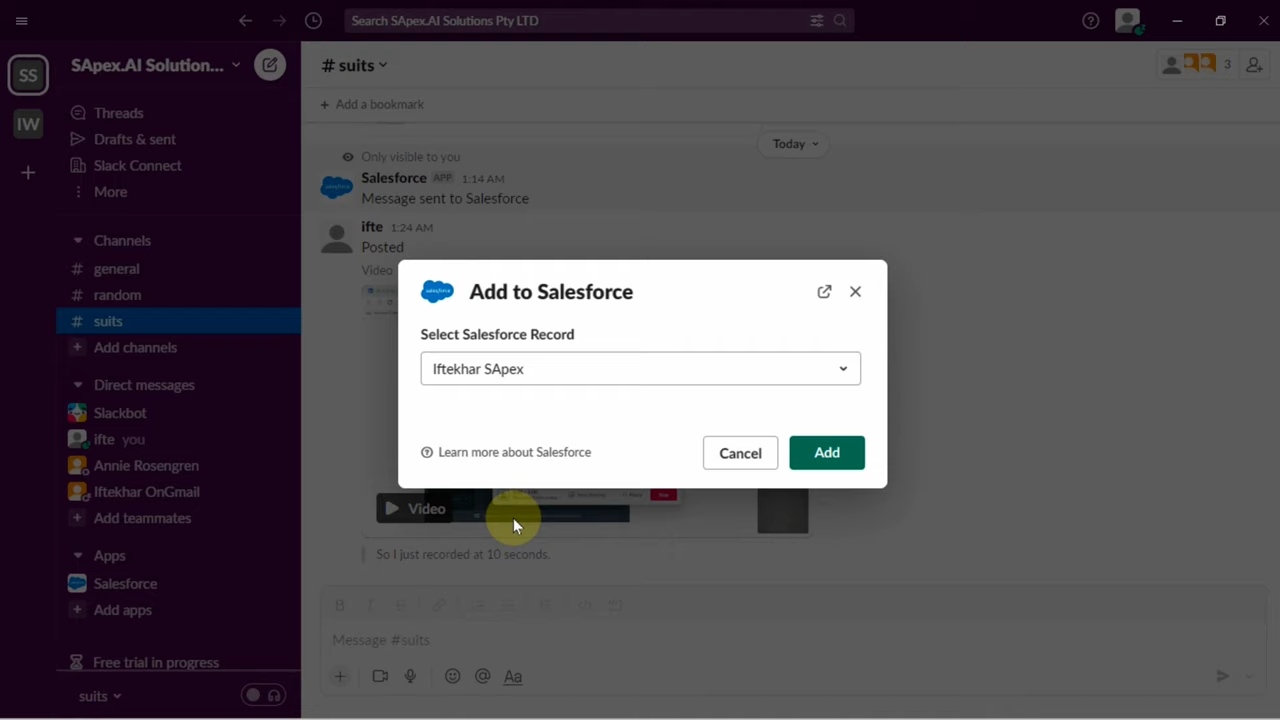 Search SApex.AI Solutions Pty LTD
SS
IW
SApex.AI Solution...
Threads
Drafts & sent
Slack Connect
More
Channels
# general
# random
# suits
+ Add channels
Direct messages
Slackbot
ifte you
Annie Rosengren
Iftekhar OnGmail
+ Add teammates
Apps
Salesforce
+ Add apps
Free trial in progress
suits
# suits
3
+ Add a bookmark
Today
Only visible to you
Salesforce APP 1:14 AM
Message sent to Salesforce
ifte 1:24 AM
Posted
Video
Add to Salesforce
Select Salesforce Record
Iftekhar SApex
Learn more about Salesforce
Cancel
Add
Video
So I just recorded at 10 seconds.
Message #suits
Aa